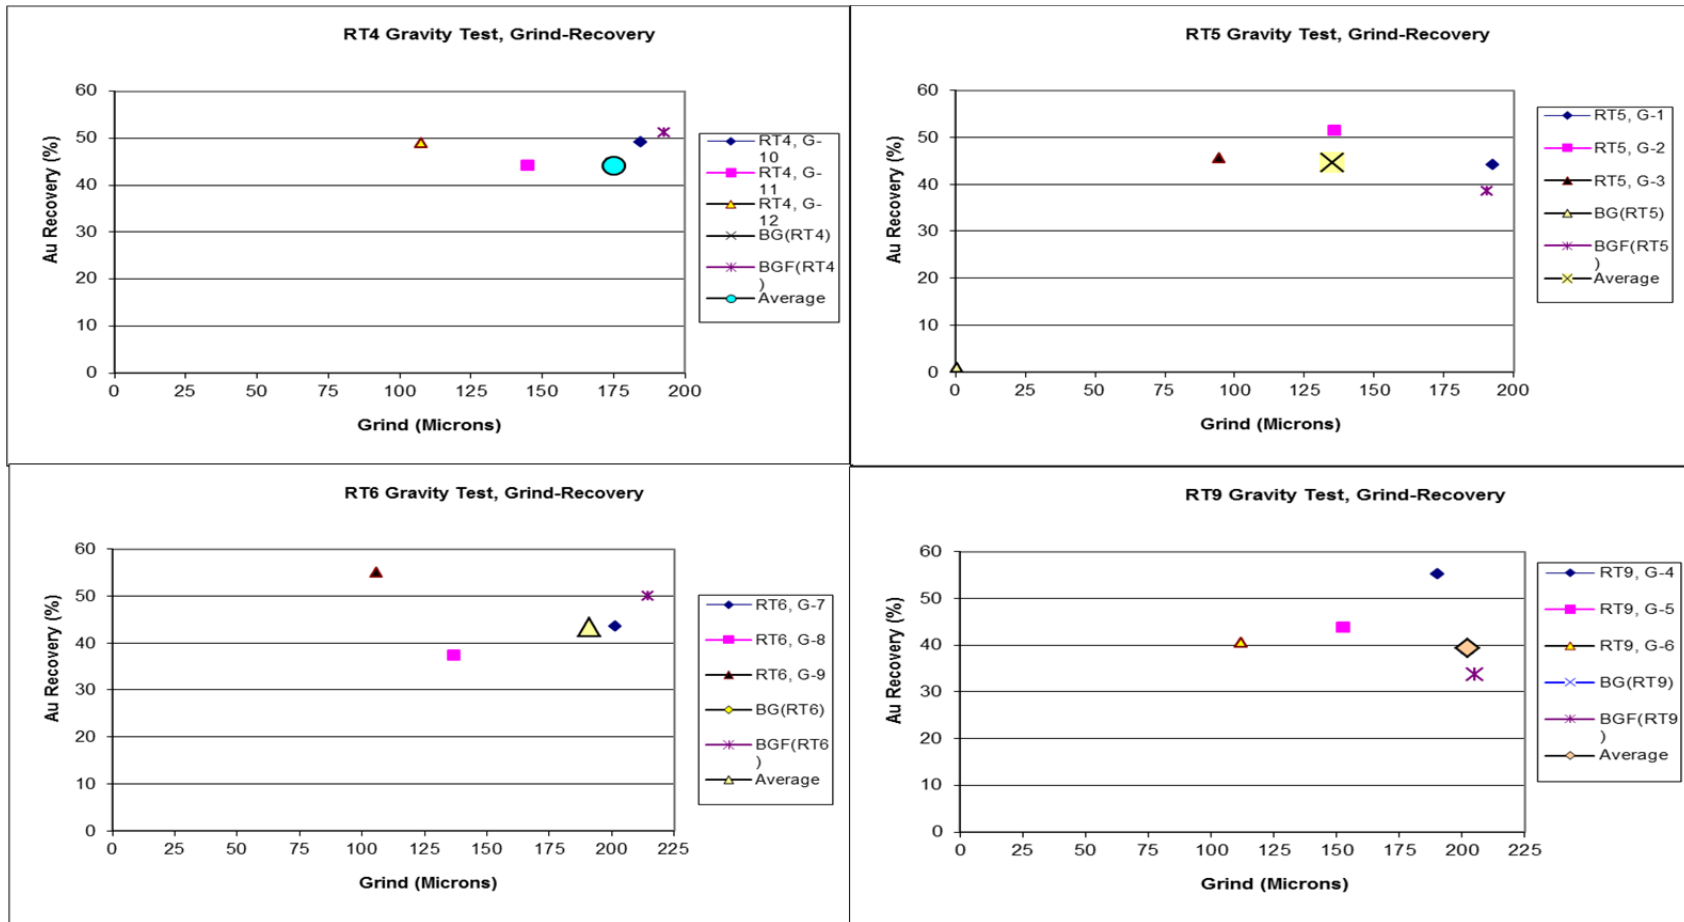 RT4 Gravity Test, Grind-Recovery
Au Recovery (%)
60
50
40
30
20
10
0
0 25 50 75 100 125 150 175 200
Grind (Microns)
RT4, G-
10
RT4, G-
11
RT4, G-
12
BG(RT4)
BGF(RT4
)
Average
RT5 Gravity Test, Grind-Recovery
Au Recovery (%)
60
50
40
30
20
10
0
0 25 50 75 100 125 150 175 200
Grind (Microns)
RT5, G-1
RT5, G-2
RT5, G-3
BG(RT5)
BGF(RT5
)
Average
RT6 Gravity Test, Grind-Recovery
Au Recovery (%)
60
50
40
30
20
10
0
0 25 50 75 100 125 150 175 200 225
Grind (Microns)
RT6, G-7
RT6, G-8
RT6, G-9
BG(RT6)
BGF(RT6
)
Average
RT9 Gravity Test, Grind-Recovery
Au Recovery (%)
60
50
40
30
20
10
0
0 25 50 75 100 125 150 175 200 225
Grind (Microns)
RT9, G-4
RT9, G-5
RT9, G-6
BG(RT9)
BGF(RT9
)
Average